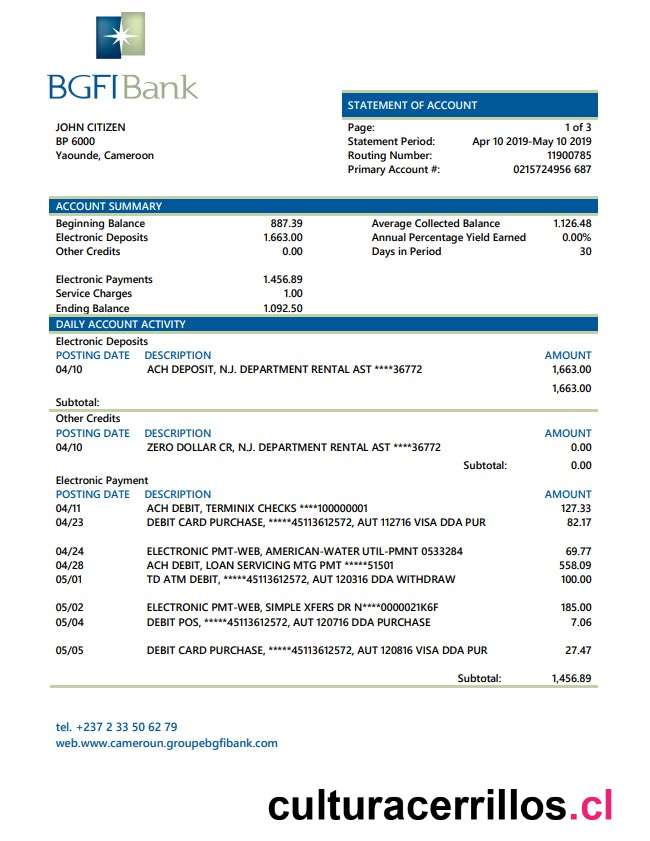 BGFIBank
STATEMENT OF ACCOUNT
JOHN CITIZEN
BP 6000
Yaounde, Cameroon
Page: 1 of 3
Statement Period: Apr 10 2019-May 10 2019
Routing Number: 11900785
Primary Account #: 0215724956 687
ACCOUNT SUMMARY
Beginning Balance 887.39 Average Collected Balance 1.126.48
Electronic Deposits 1.663.00 Annual Percentage Yield Earned 0.00%
Other Credits 0.00 Days in Period 30
Electronic Payments 1.456.89
Service Charges 1.00
Ending Balance 1.092.50
DAILY ACCOUNT ACTIVITY
Electronic Deposits
POSTING DATE DESCRIPTION AMOUNT
04/10 ACH DEPOSIT, N.J. DEPARTMENT RENTAL AST ****36772 1,663.00
1,663.00
Subtotal:
Other Credits
POSTING DATE DESCRIPTION AMOUNT
04/10 ZERO DOLLAR CR, N.J. DEPARTMENT RENTAL AST ****36772 0.00
Subtotal: 0.00
Electronic Payment
POSTING DATE DESCRIPTION AMOUNT
04/11 ACH DEBIT, TERMINIX CHECKS ****100000001 127.33
04/23 DEBIT CARD PURCHASE, *****45113612572, AUT 112716 VISA DDA PUR 82.17
04/24 ELECTRONIC PMT-WEB, AMERICAN-WATER UTIL-PMNT 0533284 69.77
04/28 ACH DEBIT, LOAN SERVICING MTG PMT *****51501 558.09
05/01 TD ATM DEBIT, *****45113612572, AUT 120316 DDA WITHDRAW 100.00
05/02 ELECTRONIC PMT-WEB, SIMPLE XFERS DR N****0000021K6F 185.00
05/04 DEBIT POS, *****45113612572, AUT 120716 DDA PURCHASE 7.06
05/05 DEBIT CARD PURCHASE, *****45113612572, AUT 120816 VISA DDA PUR 27.47
Subtotal: 1,456.89
tel. +237 2 33 50 62 79
web.www.cameroun.groupebgfibank.com
culturacerrillos.cl